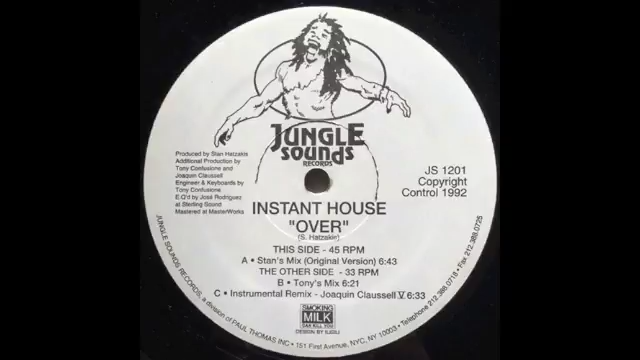 JUNGLE
SOUNDS
RECORDS
Produced by Stan Hatzakis
Additional Production by
Tony Confusione and
Joaquin Claussell
Engineer & Keyboards by
Tony Confusione
E.Q'd by José Rodriguez
at Sterling Sound
Mastered at MasterWorks
JS 1201
Copyright
Control 1992
INSTANT HOUSE
"OVER"
(S. Hatzakis)
THIS SIDE - 45 RPM
A • Stan's Mix (Original Version) 6:43
THE OTHER SIDE - 33 RPM
B • Tony's Mix 6:21
C • Instrumental Remix - Joaquin Claussell V 6:33
SMOKING
MILK
CAN KILL YOU
JUNGLE SOUNDS RECORDS, a division of PAUL THOMAS INC • 151 First Avenue, NYC, NY 10003 • Telephone 212.388.0718 • Fax 212.388.0725